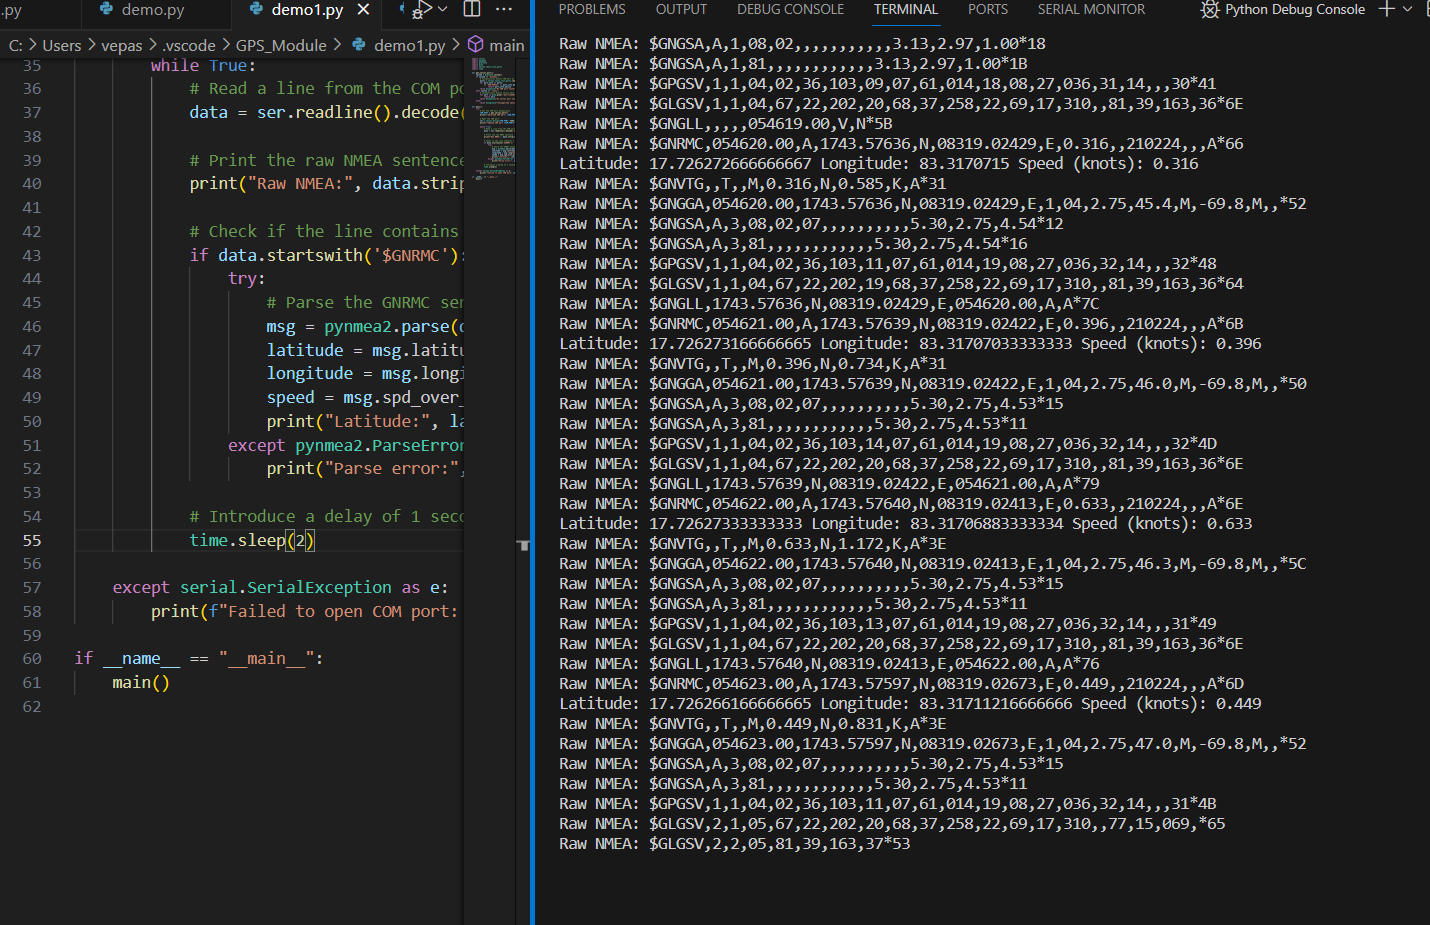 .py demo.py demo1.py
C: > Users > vepas > .vscode > GPS_Module > demo1.py > main
35 while True:
36 # Read a line from the COM po
37 data = ser.readline().decode(
38
39 # Print the raw NMEA sentence
40 print("Raw NMEA:", data.strip
41
42 # Check if the line contains
43 if data.startswith('$GNRMC'):
44 try:
45 # Parse the GNRMC sen
46 msg = pynmea2.parse(d
47 latitude = msg.latitu
48 longitude = msg.longi
49 speed = msg.spd_over_
50 print("Latitude:", la
51 except pynmea2.ParseError
52 print("Parse error:",
53
54 # Introduce a delay of 1 seco
55 time.sleep(2)
56
57 except serial.SerialException as e:
58 print(f"Failed to open COM port:
59
60 if __name__ == "__main__":
61 main()
62
PROBLEMS OUTPUT DEBUG CONSOLE TERMINAL PORTS SERIAL MONITOR Python Debug Console
Raw NMEA: $GNGSA,A,1,08,02,,,,,,,,,,,3.13,2.97,1.00*18
Raw NMEA: $GNGSA,A,1,81,,,,,,,,,,,,3.13,2.97,1.00*1B
Raw NMEA: $GPGSV,1,1,04,02,36,103,09,07,61,014,18,08,27,036,31,14,,,30*41
Raw NMEA: $GLGSV,1,1,04,67,22,202,20,68,37,258,22,69,17,310,,81,39,163,36*6E
Raw NMEA: $GNGLL,,,,,054619.00,V,N*5B
Raw NMEA: $GNRMC,054620.00,A,1743.57636,N,08319.02429,E,0.316,,210224,,,A*66
Latitude: 17.726272666666667 Longitude: 83.3170715 Speed (knots): 0.316
Raw NMEA: $GNVTG,,T,,M,0.316,N,0.585,K,A*31
Raw NMEA: $GNGGA,054620.00,1743.57636,N,08319.02429,E,1,04,2.75,45.4,M,-69.8,M,,*52
Raw NMEA: $GNGSA,A,3,08,02,07,,,,,,,,,,5.30,2.75,4.54*12
Raw NMEA: $GNGSA,A,3,81,,,,,,,,,,,,5.30,2.75,4.54*16
Raw NMEA: $GPGSV,1,1,04,02,36,103,11,07,61,014,19,08,27,036,32,14,,,32*48
Raw NMEA: $GLGSV,1,1,04,67,22,202,19,68,37,258,22,69,17,310,,81,39,163,36*64
Raw NMEA: $GNGLL,1743.57636,N,08319.02429,E,054620.00,A,A*7C
Raw NMEA: $GNRMC,054621.00,A,1743.57639,N,08319.02422,E,0.396,,210224,,,A*6B
Latitude: 17.726273166666665 Longitude: 83.31707033333333 Speed (knots): 0.396
Raw NMEA: $GNVTG,,T,,M,0.396,N,0.734,K,A*31
Raw NMEA: $GNGGA,054621.00,1743.57639,N,08319.02422,E,1,04,2.75,46.0,M,-69.8,M,,*50
Raw NMEA: $GNGSA,A,3,08,02,07,,,,,,,,,,5.30,2.75,4.53*15
Raw NMEA: $GNGSA,A,3,81,,,,,,,,,,,,5.30,2.75,4.53*11
Raw NMEA: $GPGSV,1,1,04,02,36,103,14,07,61,014,19,08,27,036,32,14,,,32*4D
Raw NMEA: $GLGSV,1,1,04,67,22,202,20,68,37,258,22,69,17,310,,81,39,163,36*6E
Raw NMEA: $GNGLL,1743.57639,N,08319.02422,E,054621.00,A,A*79
Raw NMEA: $GNRMC,054622.00,A,1743.57640,N,08319.02413,E,0.633,,210224,,,A*6E
Latitude: 17.72627333333333 Longitude: 83.31706883333334 Speed (knots): 0.633
Raw NMEA: $GNVTG,,T,,M,0.633,N,1.172,K,A*3E
Raw NMEA: $GNGGA,054622.00,1743.57640,N,08319.02413,E,1,04,2.75,46.3,M,-69.8,M,,*5C
Raw NMEA: $GNGSA,A,3,08,02,07,,,,,,,,,,5.30,2.75,4.53*15
Raw NMEA: $GNGSA,A,3,81,,,,,,,,,,,,5.30,2.75,4.53*11
Raw NMEA: $GPGSV,1,1,04,02,36,103,13,07,61,014,19,08,27,036,32,14,,,31*49
Raw NMEA: $GLGSV,1,1,04,67,22,202,20,68,37,258,22,69,17,310,,81,39,163,36*6E
Raw NMEA: $GNGLL,1743.57640,N,08319.02413,E,054622.00,A,A*76
Raw NMEA: $GNRMC,054623.00,A,1743.57597,N,08319.02673,E,0.449,,210224,,,A*6D
Latitude: 17.726266166666665 Longitude: 83.31711216666666 Speed (knots): 0.449
Raw NMEA: $GNVTG,,T,,M,0.449,N,0.831,K,A*3E
Raw NMEA: $GNGGA,054623.00,1743.57597,N,08319.02673,E,1,04,2.75,47.0,M,-69.8,M,,*52
Raw NMEA: $GNGSA,A,3,08,02,07,,,,,,,,,,5.30,2.75,4.53*15
Raw NMEA: $GNGSA,A,3,81,,,,,,,,,,,,5.30,2.75,4.53*11
Raw NMEA: $GPGSV,1,1,04,02,36,103,11,07,61,014,19,08,27,036,32,14,,,31*4B
Raw NMEA: $GLGSV,2,1,05,67,22,202,20,68,37,258,22,69,17,310,,77,15,069,*65
Raw NMEA: $GLGSV,2,2,05,81,39,163,37*53